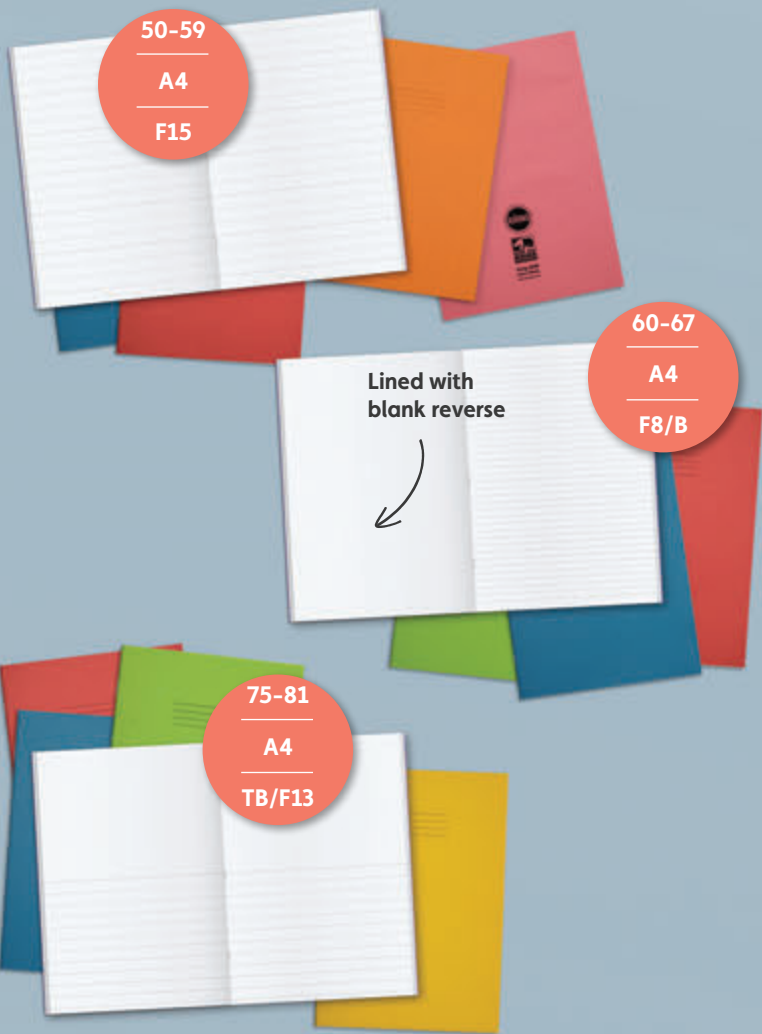 50-59
A4
F15
60-67
A4
F8/B
Lined with
blank reverse
75-81
A4
TB/F13